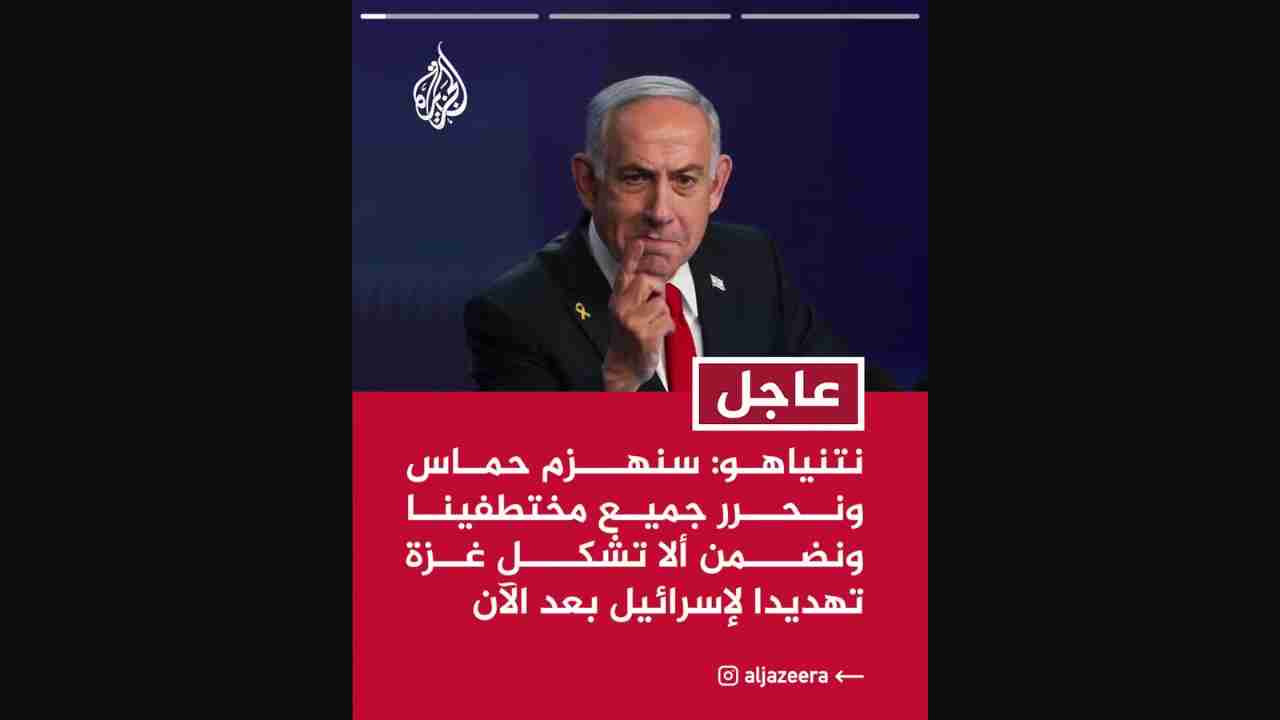 الجزيرة
عاجل
نتنياهو: سنهزم حماس
ونحرر جميع مختطفينا
ونضمن ألا تشكل غزة
تهديدا لإسرائيل بعد الآن
aljazeera